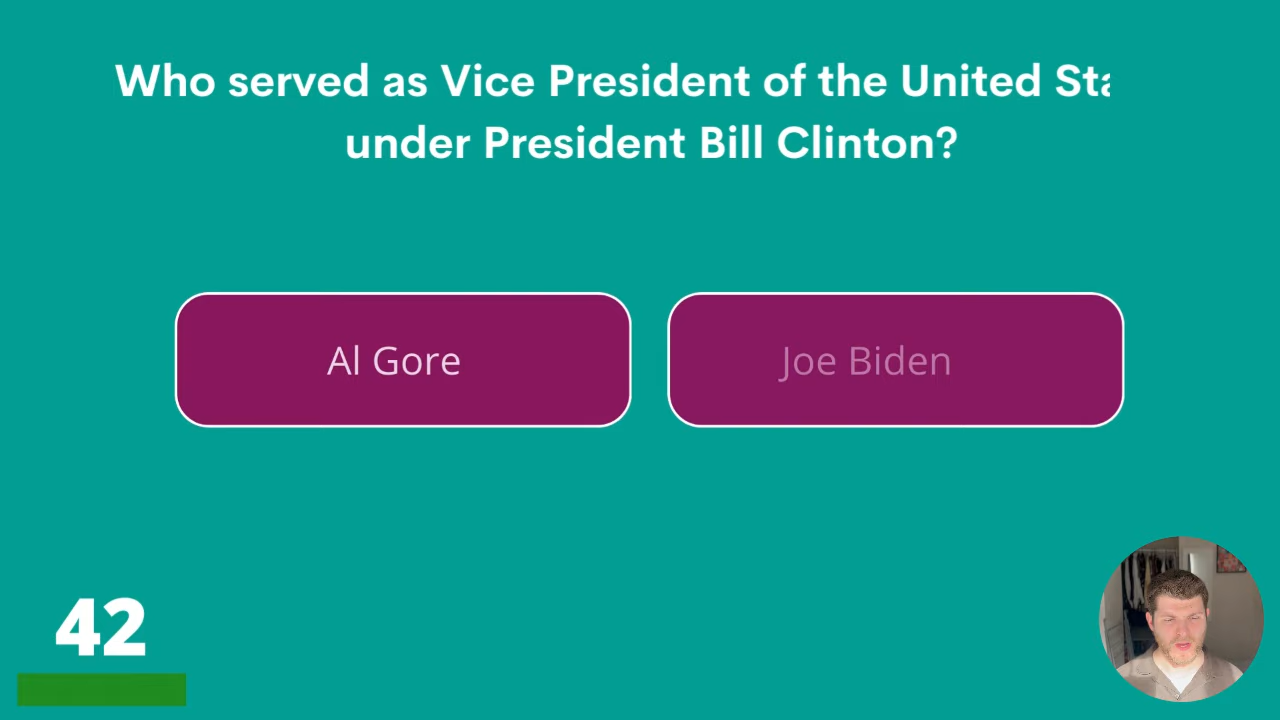 Who served as Vice President of the United Sta
under President Bill Clinton?
Al Gore
Joe Biden
42